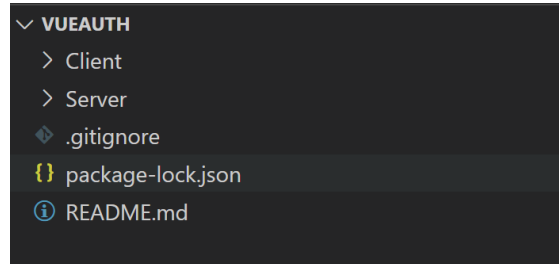 VUEAUTH
Client
Server
.gitignore
{} package-lock.json
README.md